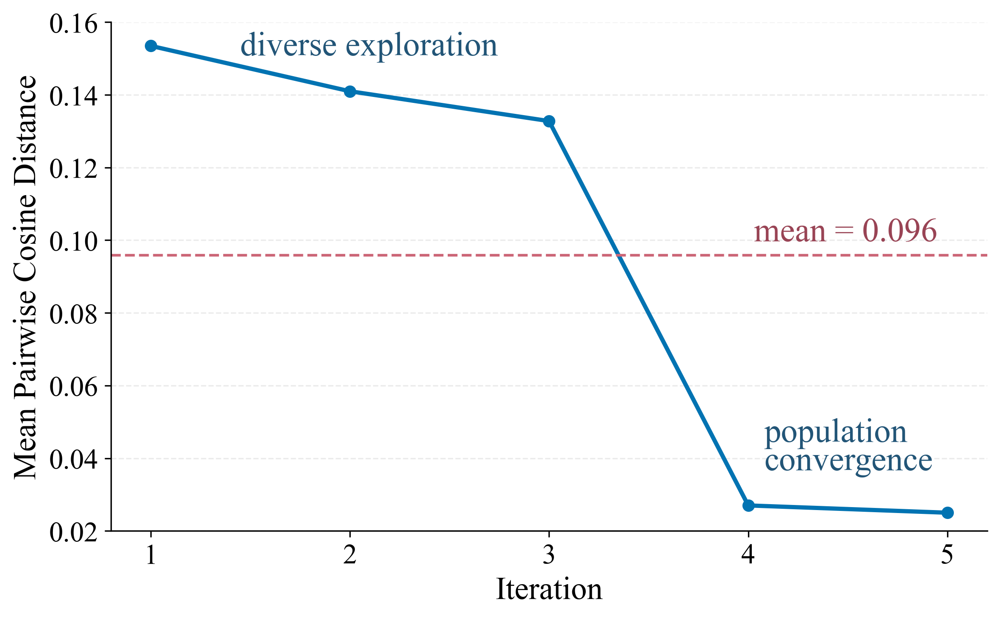 0.16
0.14
0.12
0.10
0.08
0.06
0.04
0.02
Mean Pairwise Cosine Distance
diverse exploration
mean = 0.096
population
convergence
1 2 3 4 5
Iteration